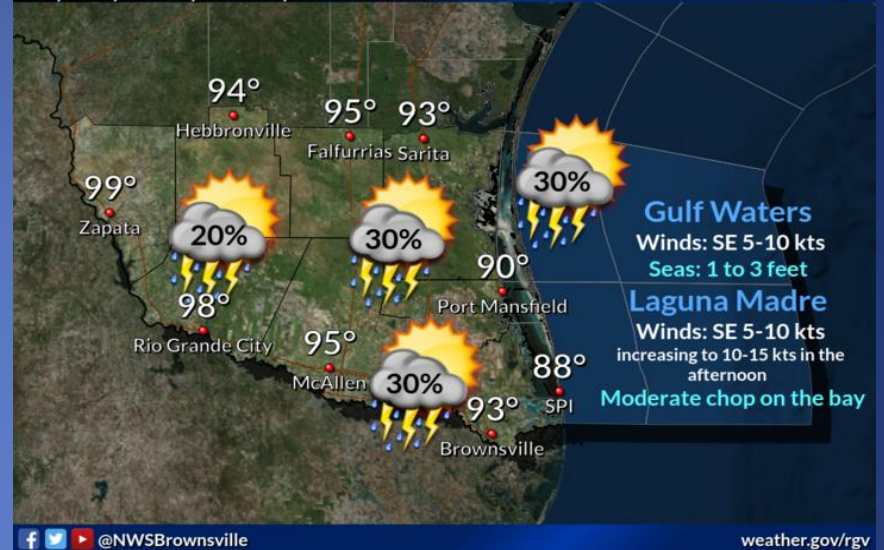 94°
Hebbronville
95°
Falfurrias
93°
Sarita
30%
99°
Zapata
20%
30%
Gulf Waters
Winds: SE 5-10 kts
Seas: 1 to 3 feet
90°
Port Mansfield
98°
Rio Grande City
Laguna Madre
Winds: SE 5-10 kts
increasing to 10-15 kts in the
afternoon
Moderate chop on the bay
95°
McAllen
30%
88°
SPI
93°
Brownsville
@NWSBrownsville
weather.gov/rgv